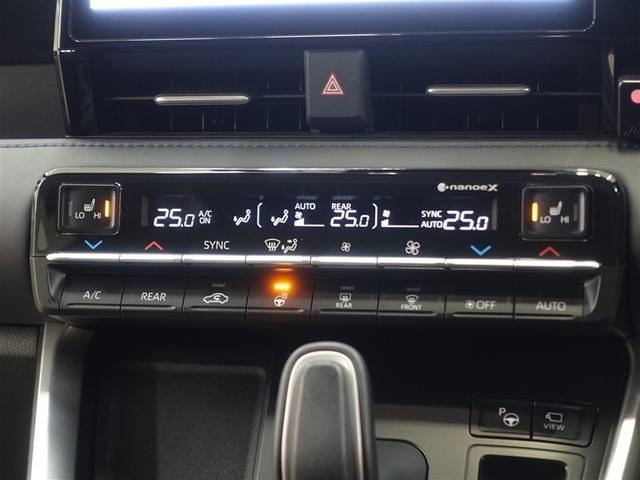 nanoeX
LO HI
25.0 A/C ON AUTO REAR 25.0 SYNC AUTO 25.0
LO HI
SYNC
A/C REAR REAR FRONT OFF AUTO
P
VIEW